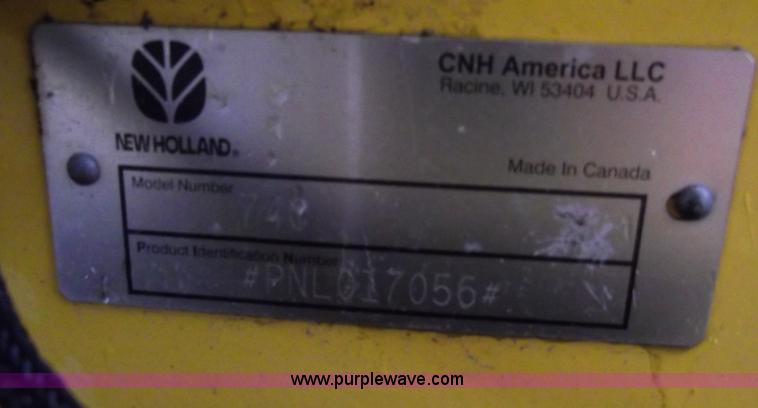 CNH America LLC
Racine, WI 53404 U.S.A.
NEW HOLLAND®
Made In Canada
Model Number
Product Identification Number
#PNL017056#
www.purplewave.com